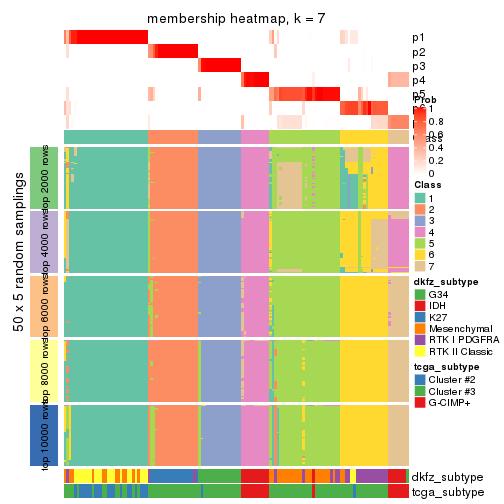 membership heatmap, k = 7
p1
p2
p3
p4
p5
Prob
1
0.8
0.6
0.4
0.2
0
Class
1
2
3
4
5
6
7
dkfz_subtype
G34
IDH
K27
Mesenchymal
RTK I PDGFRA
RTK II Classic
tcga_subtype
Cluster #2
Cluster #3
G-CIMP+
50 x 5 random samplings
top 2000 rows
top 4000 rows
top 6000 rows
top 8000 rows
top 10000 rows
dkfz_subtype
tcga_subtype